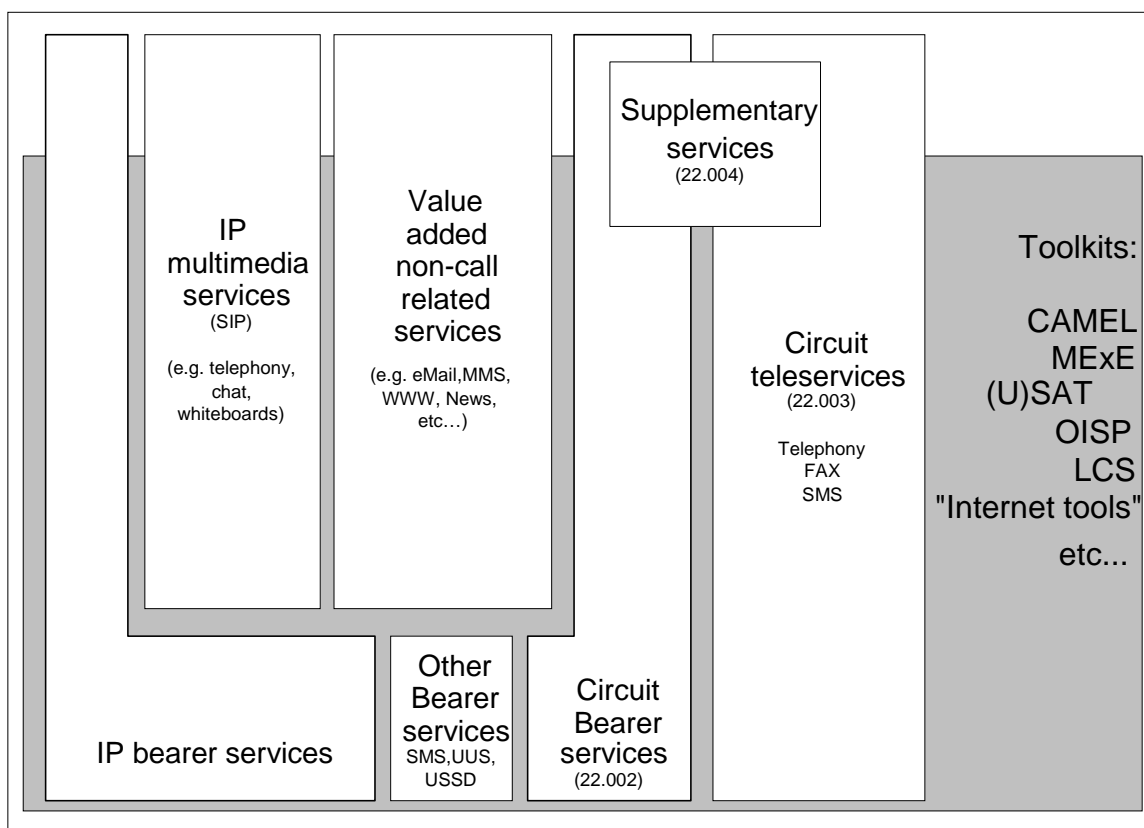 IP
multimedia
services
(SIP)
(e.g. telephony,
chat,
whiteboards)
Value
added
non-call
related
services
(e.g. eMail,MMS,
WWW, News,
etc…)
Supplementary
services
(22.004)
Circuit
teleservices
(22.003)
Telephony
FAX
SMS
Toolkits:
CAMEL
MExE
(U)SAT
OISP
LCS
"Internet tools"
etc...
IP bearer services
Other
Bearer
services
SMS,UUS,
USSD
Circuit
Bearer
services
(22.002)